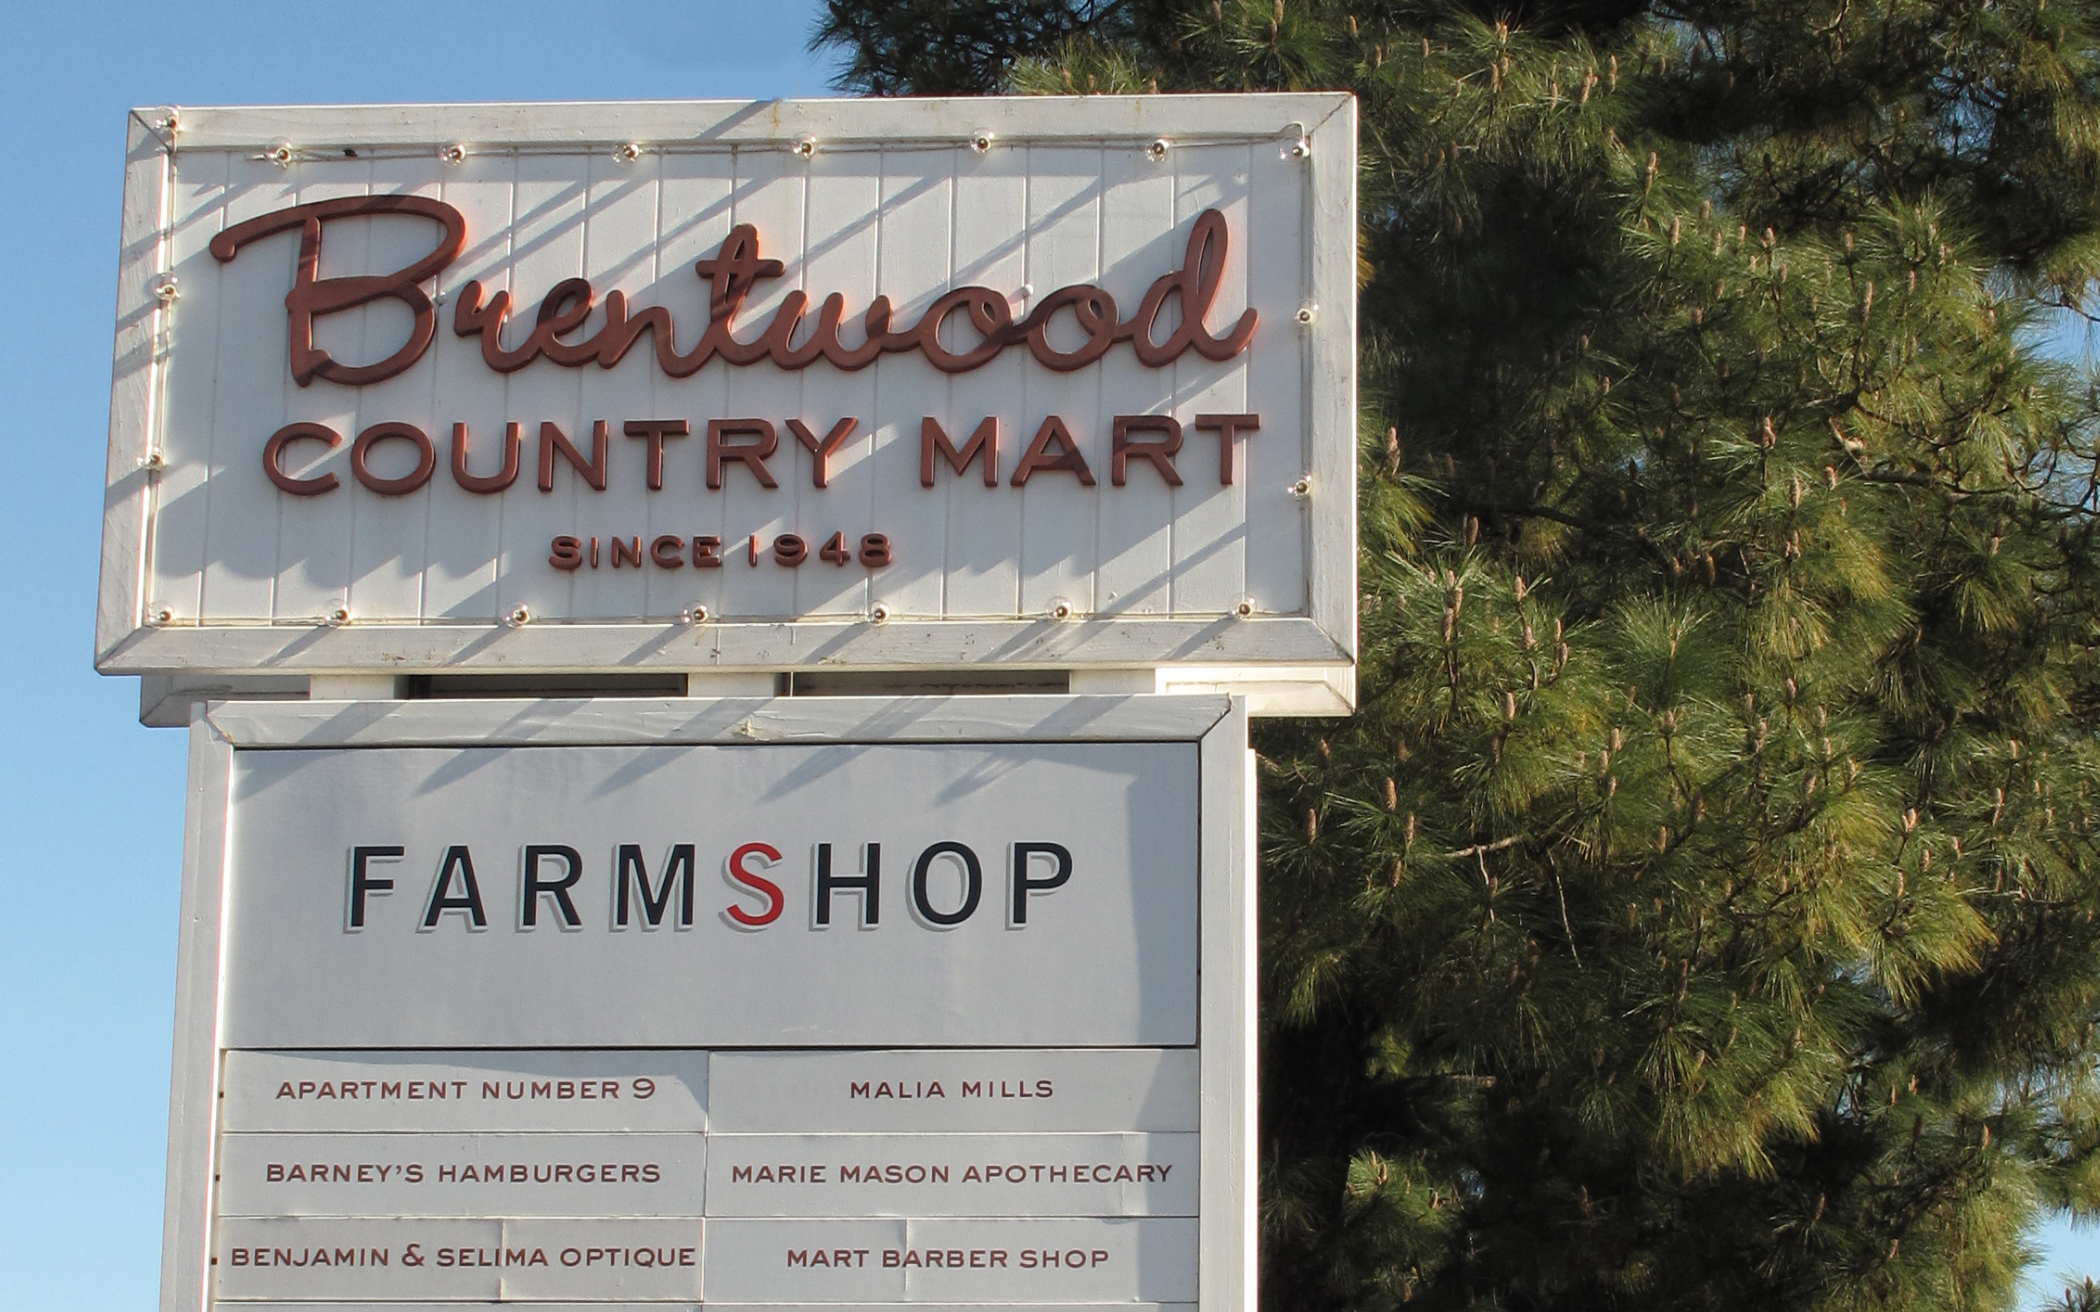 Brentwood
COUNTRY MART
SINCE 1948
FARMSHOP
APARTMENT NUMBER 9
MALIA MILLS
BARNEY'S HAMBURGERS
MARIE MASON APOTHECARY
BENJAMIN & SELIMA OPTIQUE
MART BARBER SHOP